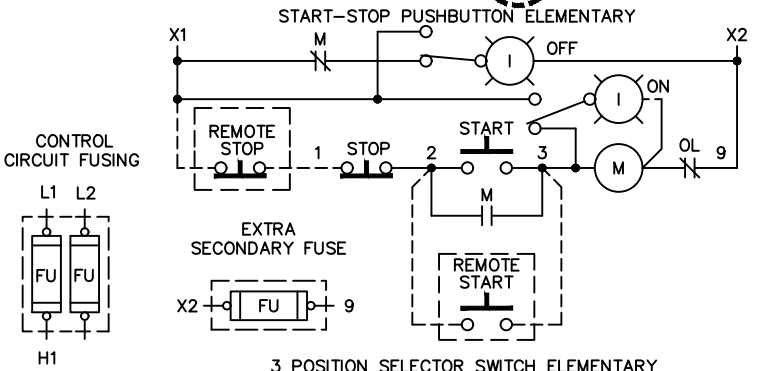 START-STOP PUSHBUTTON ELEMENTARY
X1
X2
M
I
OFF
I
ON
CONTROL
CIRCUIT FUSING
REMOTE
STOP
1
STOP
2
START
3
M
OL
9
L1 L2
M
FU FU
EXTRA
SECONDARY FUSE
X2 FU 9
REMOTE
START
H1
3 POSITION SELECTOR SWITCH ELEMENTARY